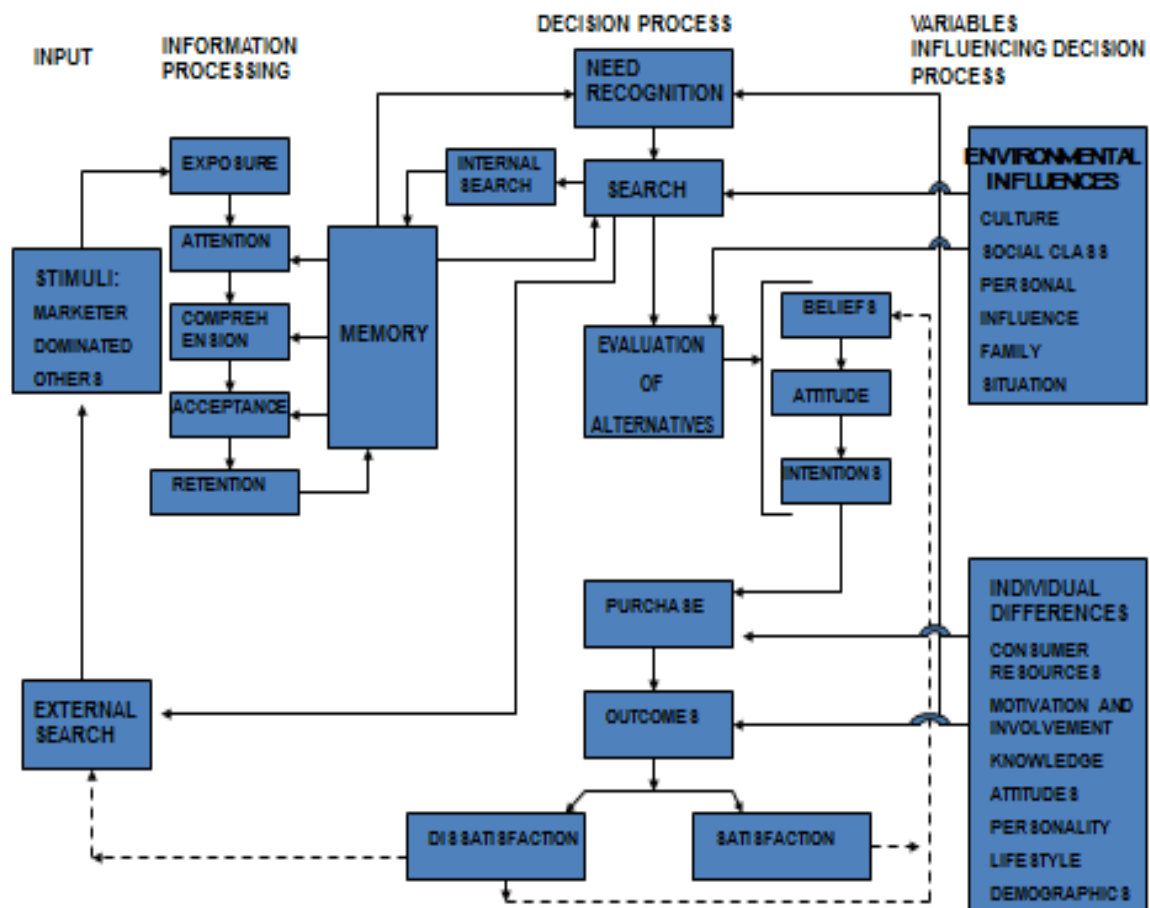 INPUT
INFORMATION
PROCESSING
DECISION PROCESS
VARIABLES
INFLUENCING DECISION
PROCESS
NEED
RECOGNITION
EXPOSURE
INTERNAL
SEARCH
SEARCH
ENVIRONMENTAL
INFLUENCES
CULTURE
SOCIAL CLASS
PERSONAL
INFLUENCE
FAMILY
SITUATION
ATTENTION
STIMULI:
MARKETER
DOMINATED
OTHERS
COMPREH
ENSION
MEMORY
ACCEPTANCE
RETENTION
EVALUATION
OF
ALTERNATIVES
BELIEFS
ATTITUDE
INTENTIONS
PURCHASE
INDIVIDUAL
DIFFERENCES
CONSUMER
RESOURCES
MOTIVATION AND
INVOLVEMENT
KNOWLEDGE
ATTITUDES
PERSONALITY
LIFESTYLE
DEMOGRAPHICS
EXTERNAL
SEARCH
OUTCOMES
DISSATISFACTION
SATISFACTION